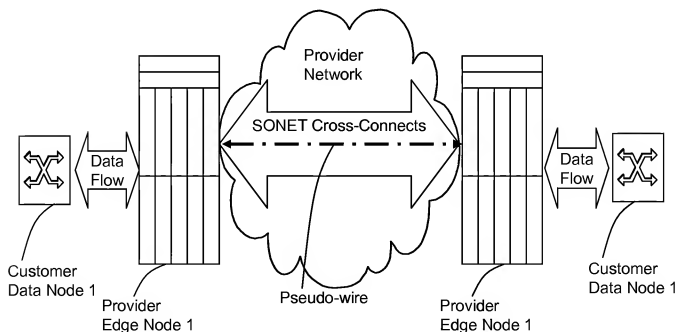 Provider
Network
SONET Cross-Connects
Data
Flow
Data
Flow
Customer
Data Node 1
Provider
Edge Node 1
Pseudo-wire
Provider
Edge Node 1
Customer
Data Node 1